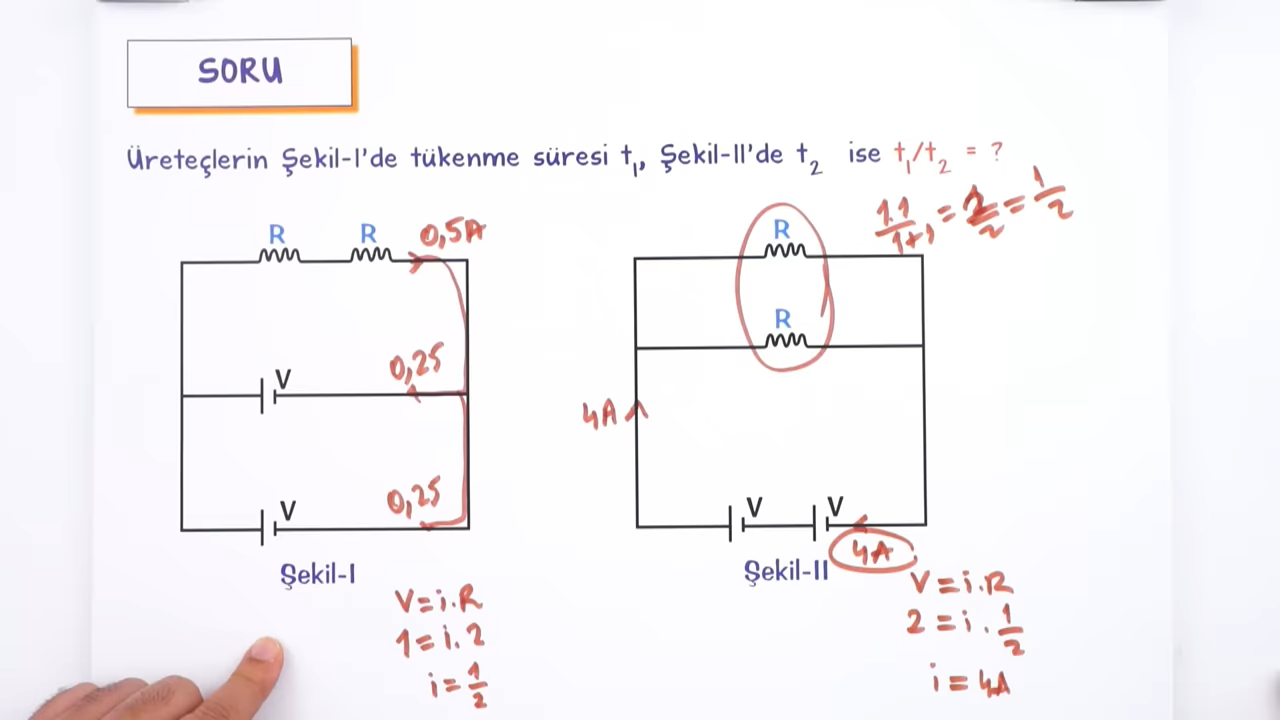 SORU
Üreteçlerin Şekil-I'de tükenme süresi t₁, Şekil-II'de t₂ ise t₁/t₂ = ?
1.1/1+1 = 1/2 = 1/2
R R 0,5A
V 0,25
V 0,25
Şekil-I
V=i.R
1=i.2
i=1/2
R
R
4A
V V
4A
Şekil-II
V=i.R
2=i.1/2
i=4A